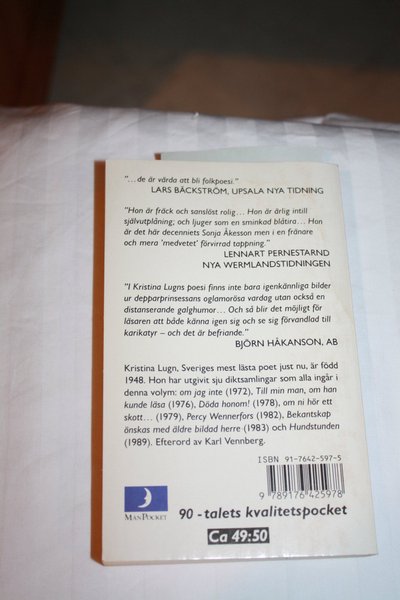 "…de är värda att bli folkpoesi."
LARS BÄCKSTRÖM, UPSALA NYA TIDNING
"Hon är fräck och sanslöst rolig… Hon är ärlig intill
självutplåning; och ljuger som en sminkad blåtira… Hon
är det här decenniets Sonja Åkesson men i en fränare
och mera 'medvetet' förvirrad tappning."
LENNART PERNESTARND
NYA WERMLANDSTIDNINGEN
"I Kristina Lugns poesi finns inte bara igenkännliga bilder
ur depparprinsessans oglamorösa vardag utan också en
distanserande galghumor… Och så blir det möjligt för
läsaren att både känna igen sig och se sig förvandlad till
karikatyr – och det är befriande."
BJÖRN HÅKANSON, AB
Kristina Lugn, Sveriges mest lästa poet just nu, är född
1948. Hon har utgivit sju diktsamlingar som alla ingår i
denna volym: om jag inte (1972), Till min man, om han
kunde läsa (1976), Döda honom! (1978), om ni hör ett
skott… (1979), Percy Wennerfors (1982), Bekantskap
önskas med äldre bildad herre (1983) och Hundstunden
(1989). Efterord av Karl Vennberg.
ISBN 91-7642-597-5
9 789176 425978
MANPOCKET
90 - talets kvalitetspocket
Ca 49:50